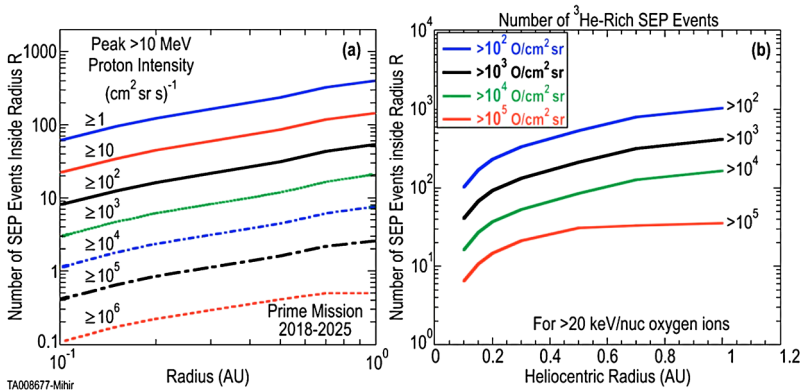 1000
100
10
1
0.1
Number of SEP Events Inside Radius R
Peak >10 MeV
Proton Intensity
(cm² sr s)⁻¹
(a)
≥1
≥10
≥10²
≥10³
≥10⁴
≥10⁵
≥10⁶
Prime Mission
2018-2025
10⁻¹
10⁰
Radius (AU)
TA008677-Mihir
Number of ³He-Rich SEP Events
10⁴
10³
10²
10¹
10⁰
Number of SEP Events inside Radius R
>10² O/cm² sr
>10³ O/cm² sr
>10⁴ O/cm² sr
>10⁵ O/cm² sr
(b)
>10²
>10³
>10⁴
>10⁵
For >20 keV/nuc oxygen ions
0 0.2 0.4 0.6 0.8 1.0 1.2
Heliocentric Radius (AU)